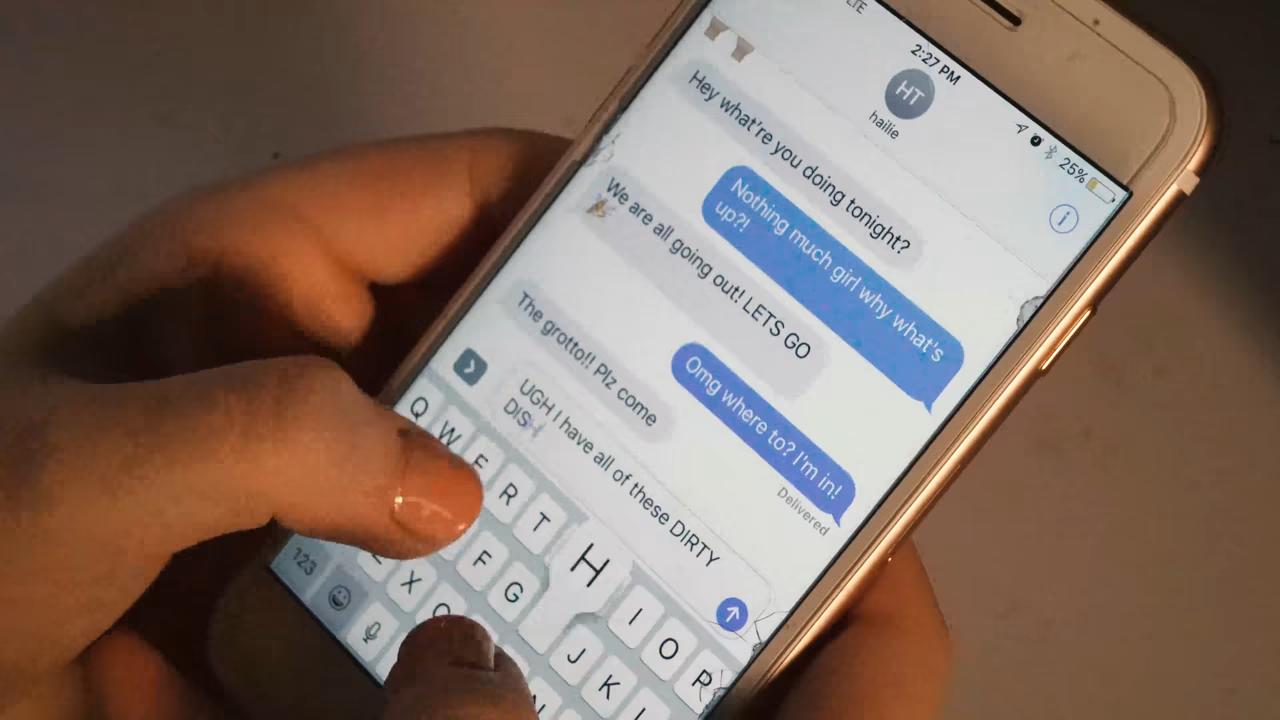 LTE
2:27 PM
25%
HT
hailie
Hey what're you doing tonight?
Nothing much girl why what's
up?!
We are all going out! LETS GO
🎉
Omg where to? I'm in!
Delivered
The grotto!! Plz come
UGH I have all of these DIRTY
DISH
Q W E R T H I O P
F G J K L
123 X